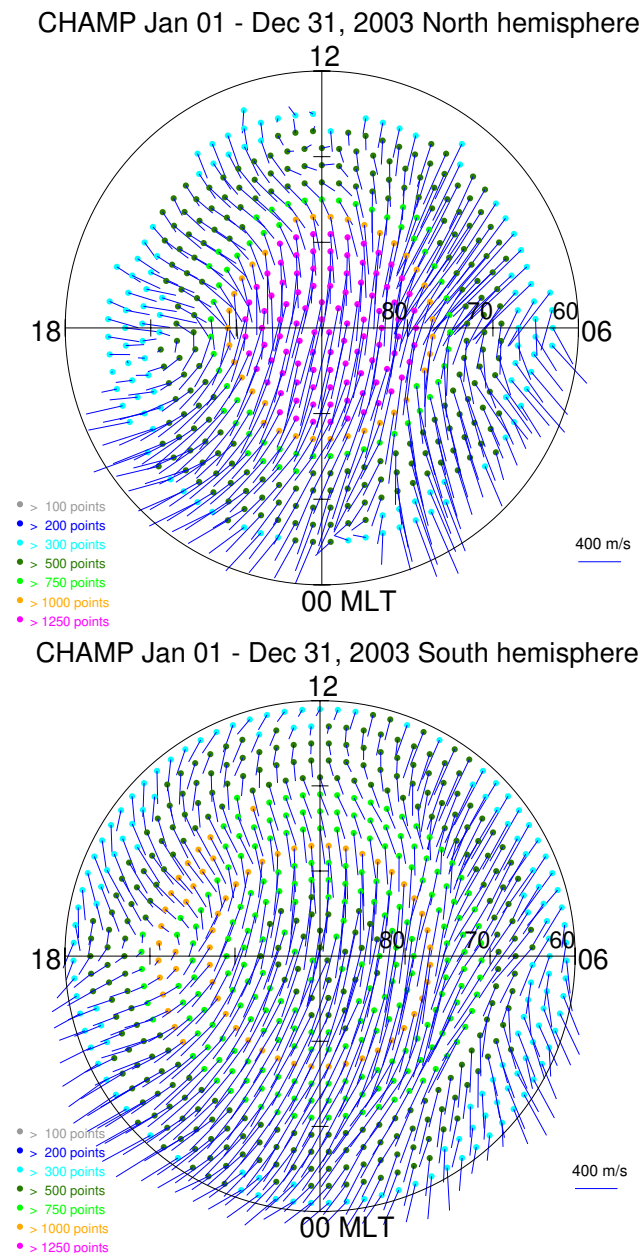 CHAMP Jan 01 - Dec 31, 2003 North hemisphere
12
80 70 60
18 06
> 100 points
> 200 points
> 300 points
> 500 points
> 750 points
> 1000 points
> 1250 points
400 m/s
00 MLT
CHAMP Jan 01 - Dec 31, 2003 South hemisphere
12
80 70 60
18 06
> 100 points
> 200 points
> 300 points
> 500 points
> 750 points
> 1000 points
> 1250 points
400 m/s
00 MLT